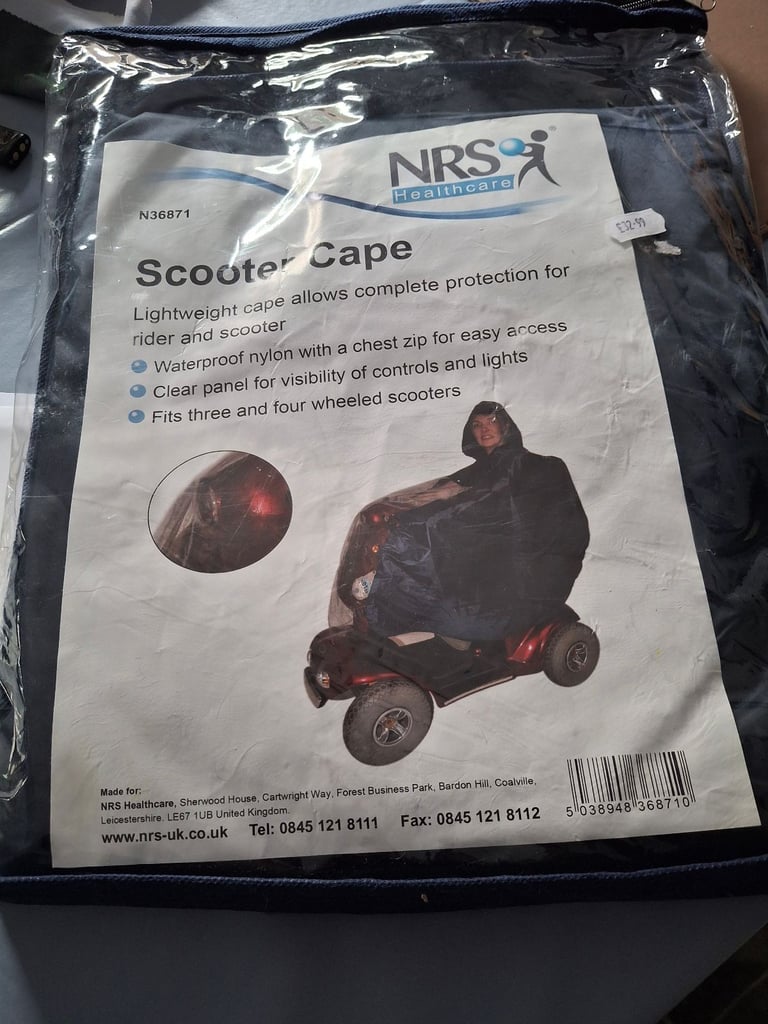 NRS
Healthcare
®
N36871
£32.99
Scooter Cape
Lightweight cape allows complete protection for
rider and scooter
Waterproof nylon with a chest zip for easy access
Clear panel for visibility of controls and lights
Fits three and four wheeled scooters
Made for:
NRS Healthcare, Sherwood House, Cartwright Way, Forest Business Park, Bardon Hill, Coalville,
Leicestershire. LE67 1UB United Kingdom.
www.nrs-uk.co.uk Tel: 0845 121 8111 Fax: 0845 121 8112
5 038948 368710